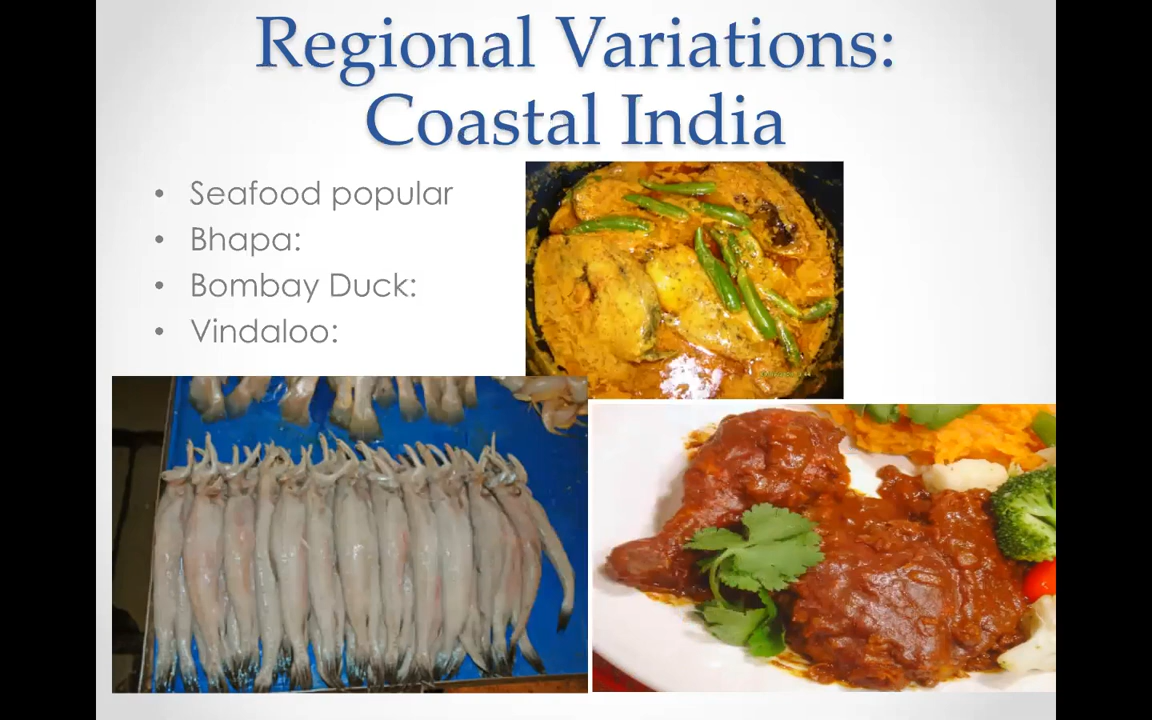 Regional Variations:
Coastal India
• Seafood popular
• Bhapa:
• Bombay Duck:
• Vindaloo: